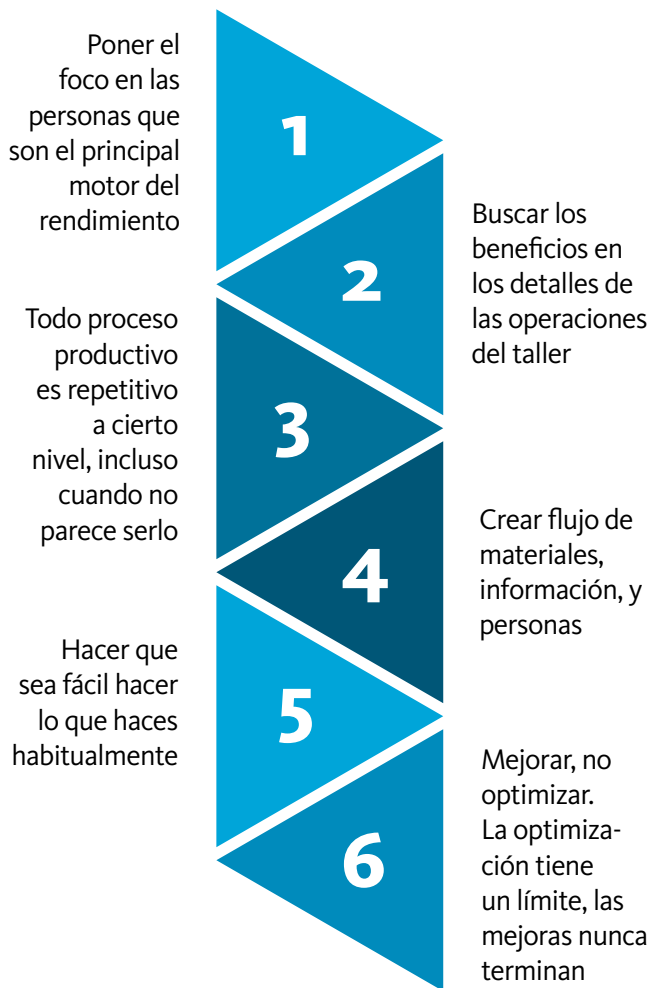 Poner el
foco en las
personas que
son el principal
motor del
rendimiento
1
2
Buscar los
beneficios en
los detalles de
las operaciones
del taller
Todo proceso
productivo
es repetitivo
a cierto
nivel, incluso
cuando no
parece serlo
3
4
Crear flujo de
materiales,
información, y
personas
Hacer que
sea fácil hacer
lo que haces
habitualmente
5
6
Mejorar, no
optimizar.
La optimiza-
ción tiene
un límite, las
mejoras nunca
terminan